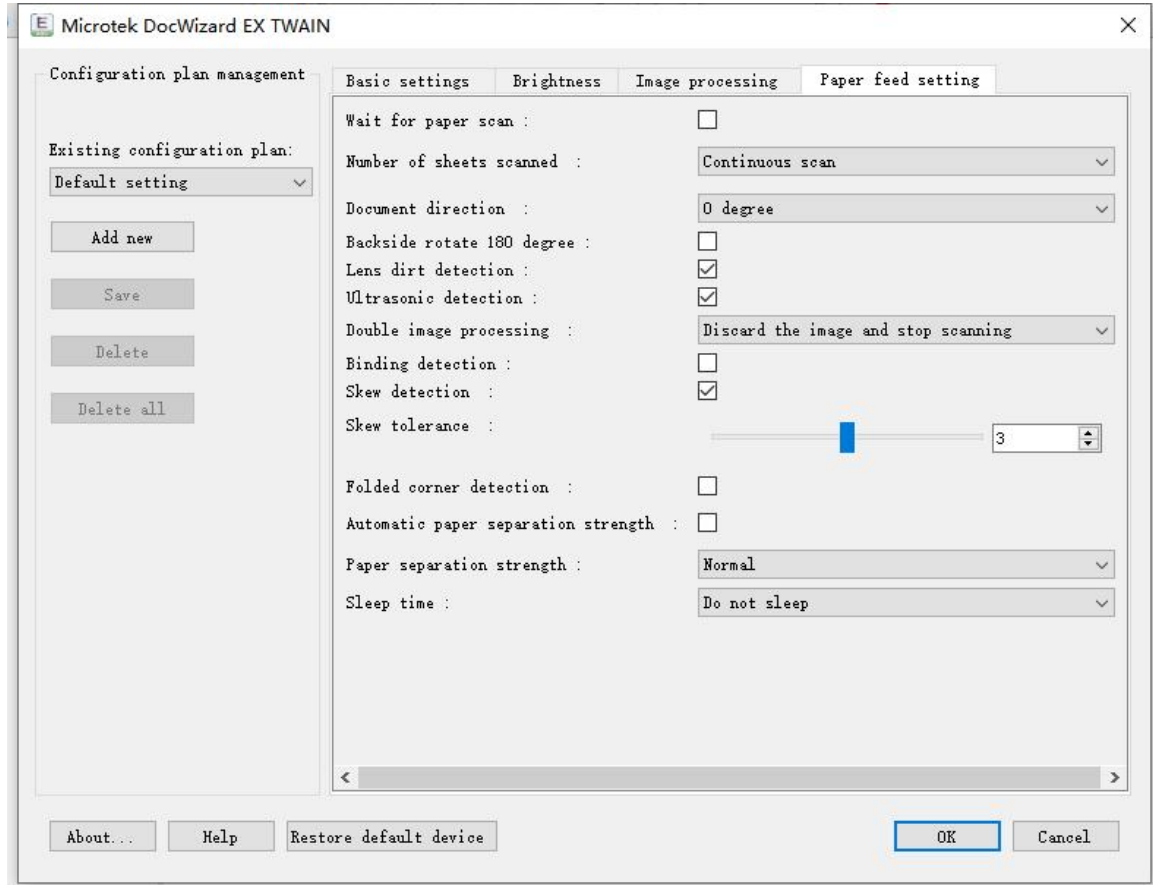 Microtek DocWizard EX TWAIN
Configuration plan management
Existing configuration plan:
Default setting
Add new
Save
Delete
Delete all
Basic settings Brightness Image processing Paper feed setting
Wait for paper scan :
Number of sheets scanned : Continuous scan
Document direction : 0 degree
Backside rotate 180 degree :
Lens dirt detection :
Ultrasonic detection :
Double image processing : Discard the image and stop scanning
Binding detection :
Skew detection :
Skew tolerance : 3
Folded corner detection :
Automatic paper separation strength :
Paper separation strength : Normal
Sleep time : Do not sleep
About... Help Restore default device OK Cancel